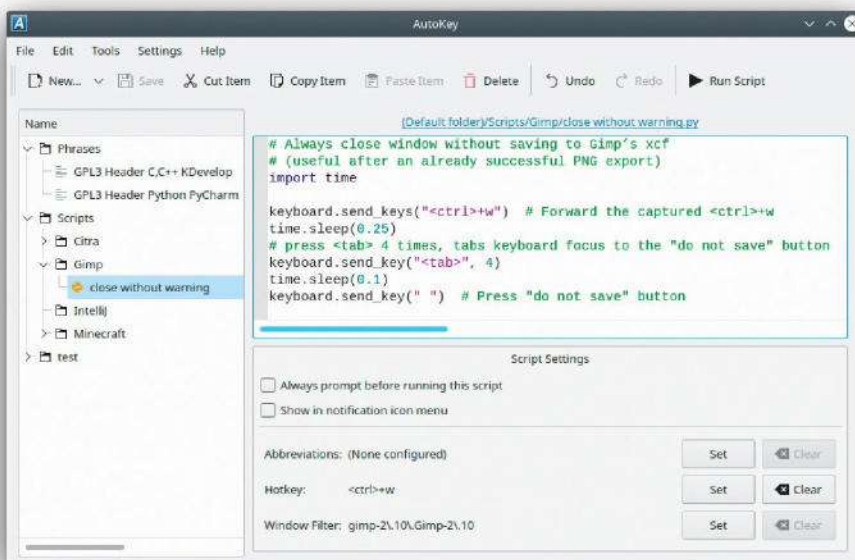 AutoKey
File Edit Tools Settings Help
New... Save Cut Item Copy Item Paste Item Delete Undo Redo Run Script
Name
Phrases
GPL3 Header C,C++ KDevelop
GPL3 Header Python PyCharm
Scripts
Citra
Gimp
close without warning
Intellij
Minecraft
test
(Default folder)/Scripts/Gimp/close without warning.py
# Always close window without saving to Gimp's xcf
# (useful after an already successful PNG export)
import time
keyboard.send_keys("<ctrl>+w")  # Forward the captured <ctrl>+w
time.sleep(0.25)
# press <tab> 4 times, tabs keyboard focus to the "do not save" button
keyboard.send_key("<tab>", 4)
time.sleep(0.1)
keyboard.send_key(" ")  # Press "do not save" button
Script Settings
Always prompt before running this script
Show in notification icon menu
Abbreviations: (None configured) Set Clear
Hotkey: <ctrl>+w Set Clear
Window Filter: gimp-2\.10\.Gimp-2\.10 Set Clear